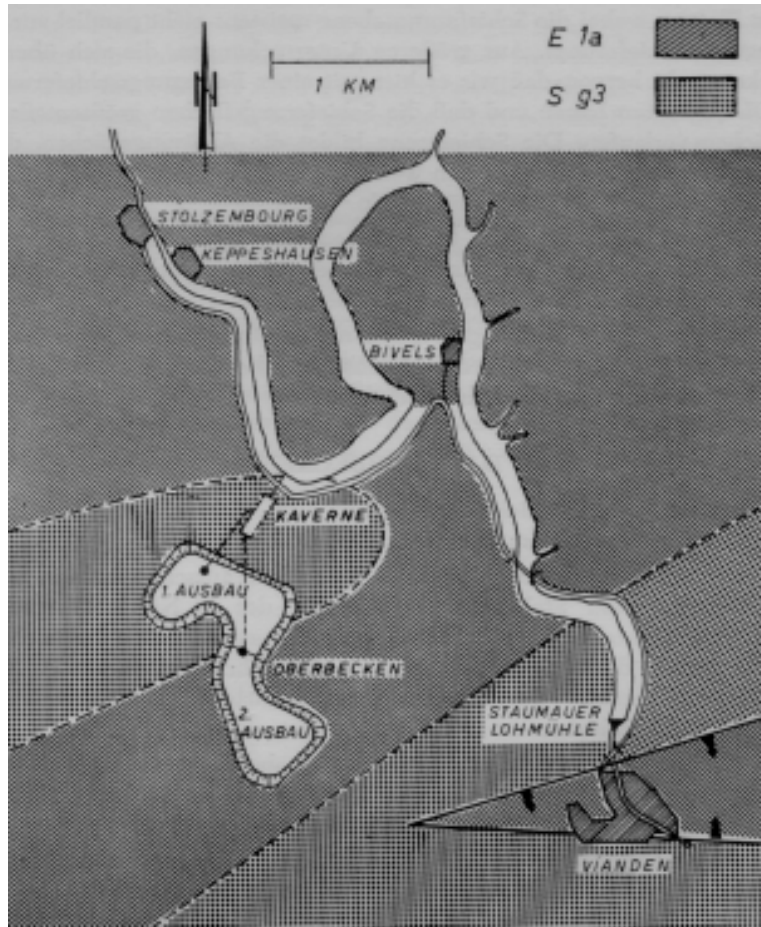 E 1a
S g3
1 KM
N
STOLZEMBOURG
KEPPESHAUSEN
BIVELS
KAVERNE
1. AUSBAU
OBERBECKEN
2.
AUSBAU
STAUMAUER
LOHMÜHLE
VIANDEN